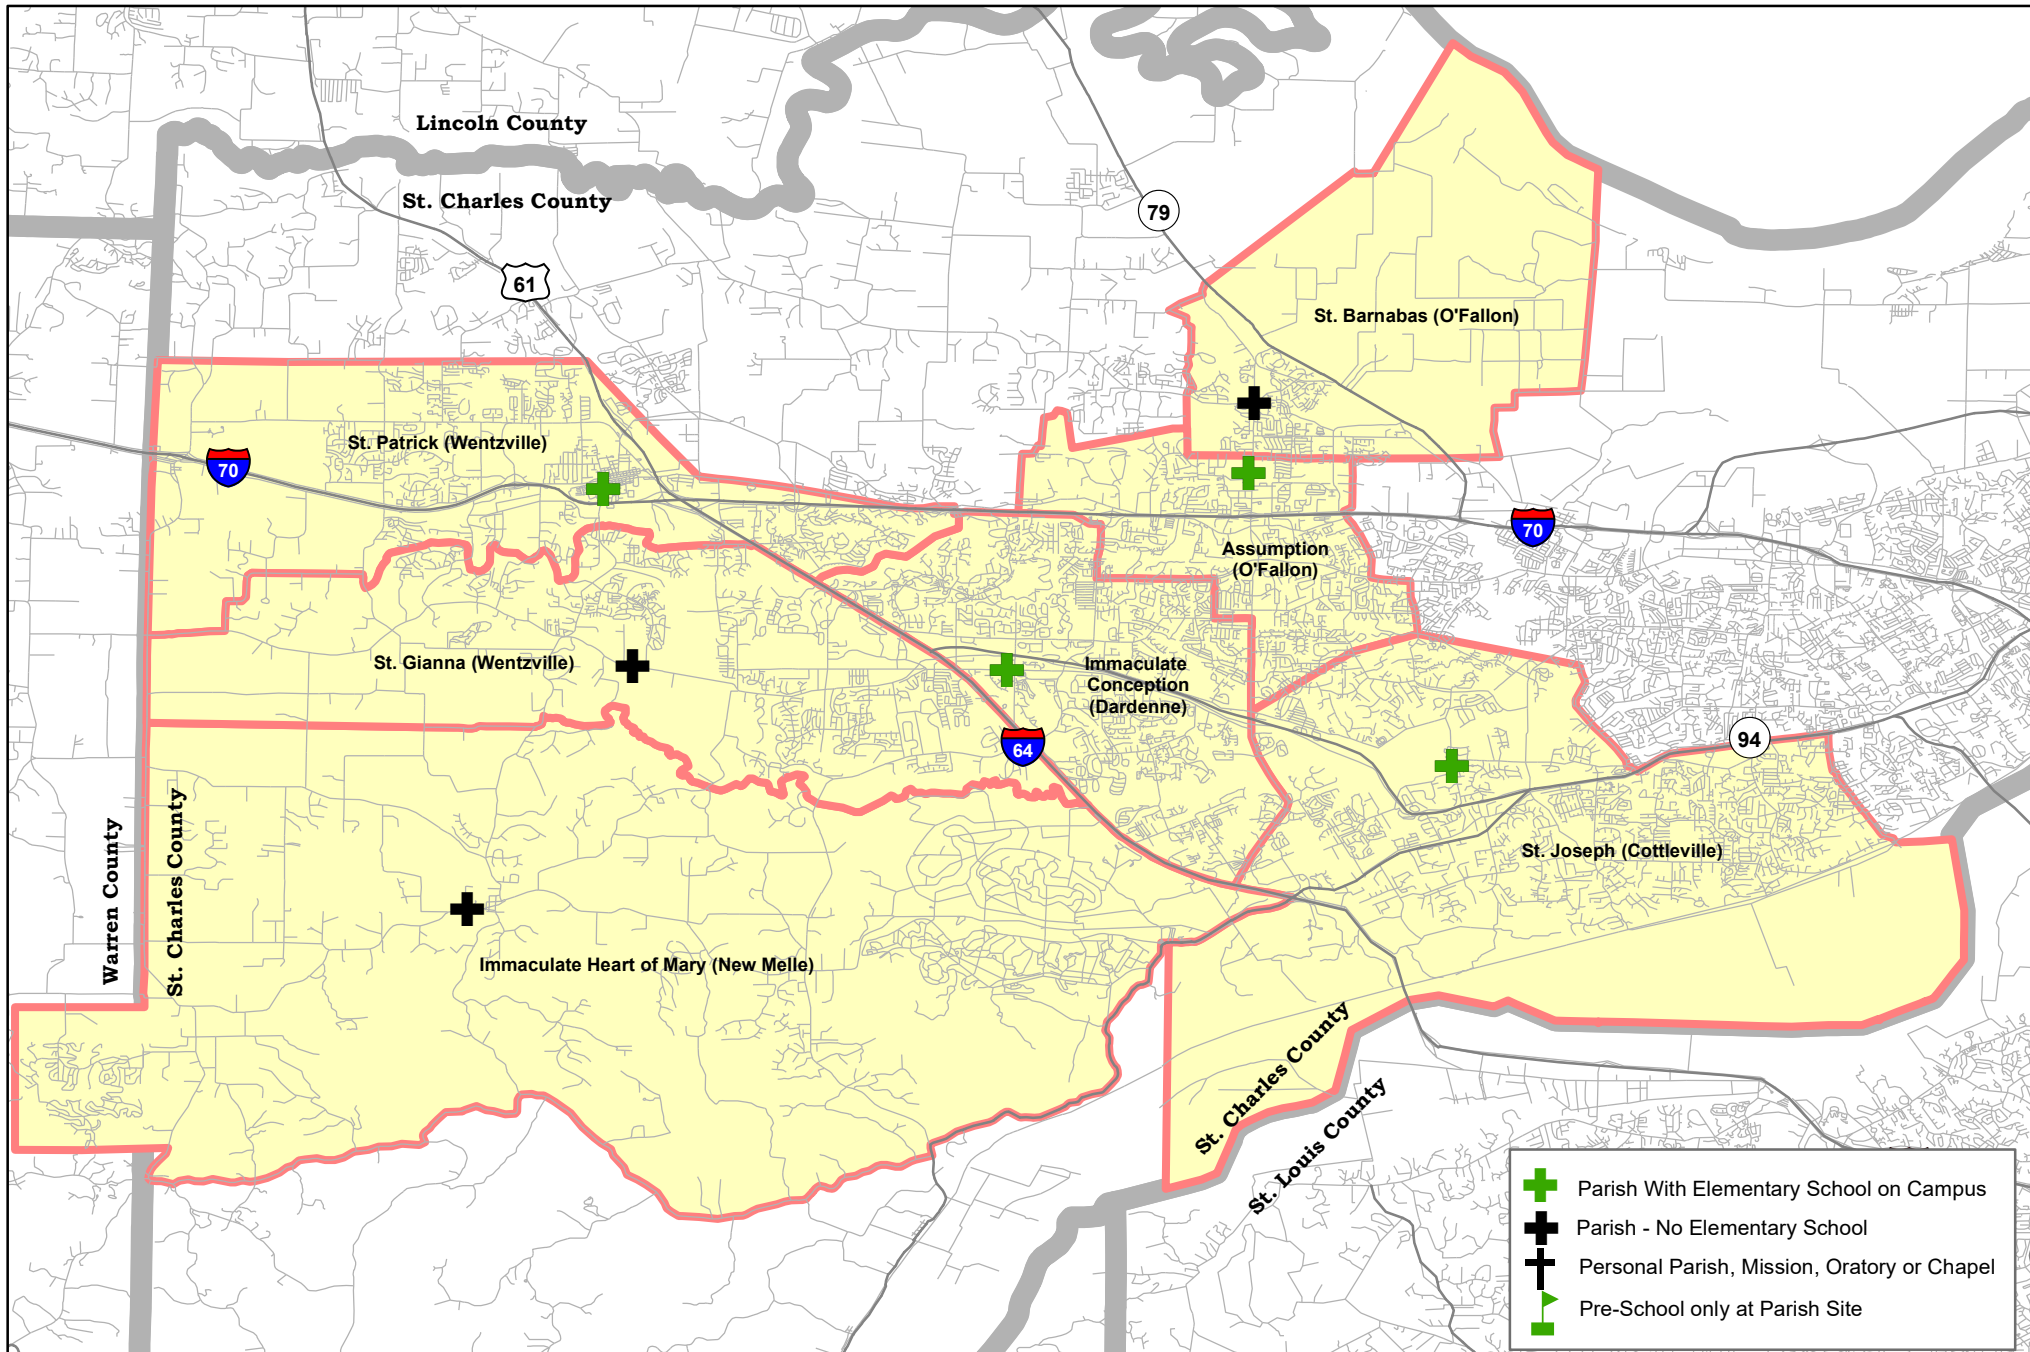 Lincoln County
St. Charles County
79
61
St. Barnabas (O'Fallon)
St. Patrick (Wentzville)
70
70
Assumption
(O'Fallon)
St. Gianna (Wentzville)
Immaculate
Conception
(Dardenne)
64
94
St. Joseph (Cottleville)
Warren County
St. Charles County
Immaculate Heart of Mary (New Melle)
St. Charles County
St. Louis County
Parish With Elementary School on Campus
Parish - No Elementary School
Personal Parish, Mission, Oratory or Chapel
Pre-School only at Parish Site